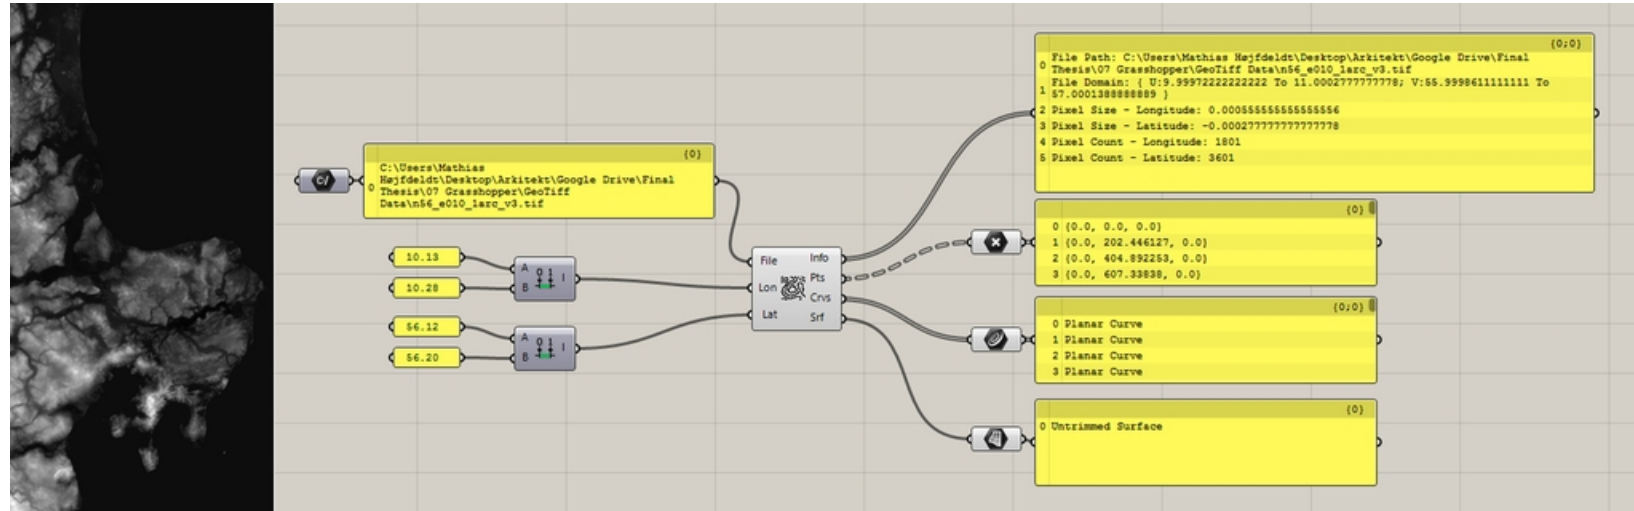 {0}
0 C:\Users\Mathias
Højfdeldt\Desktop\Arkitekt\Google Drive\Final
Thesis\07 Grasshopper\GeoTiff
Data\n56_e010_1arc_v3.tif
10.13
10.28
A
B
I
56.12
56.20
A
B
I
File
Lon
Lat
Info
Pts
Crvs
Srf
{0;0}
0 File Path: C:\Users\Mathias Højfdeldt\Desktop\Arkitekt\Google Drive\Final
Thesis\07 Grasshopper\GeoTiff Data\n56_e010_1arc_v3.tif
1 File Domain: { U:9.99972222222222 To 11.0002777777778; V:55.9998611111111 To
57.0001388888889 }
2 Pixel Size - Longitude: 0.000555555555555556
3 Pixel Size - Latitude: -0.000277777777777778
4 Pixel Count - Longitude: 1801
5 Pixel Count - Latitude: 3601
{0}
0 {0.0, 0.0, 0.0}
1 {0.0, 202.446127, 0.0}
2 {0.0, 404.892253, 0.0}
3 {0.0, 607.33838, 0.0}
{0;0}
0 Planar Curve
1 Planar Curve
2 Planar Curve
3 Planar Curve
{0}
0 Untrimmed Surface